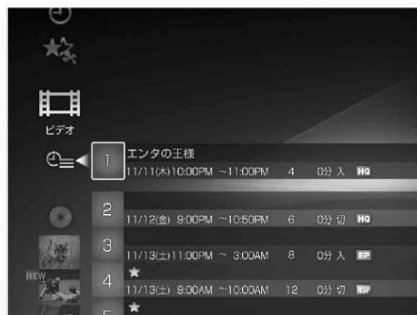 ビデオ
1 エンタの王様
11/11(木)10:00PM ~11:00PM 4 0分 入 HQ
2
11/12(金) 9:00PM ~10:50PM 6 0分 切 HQ
3
11/13(土)11:00PM ~ 3:00AM 8 0分 入 EP
NEW
4 ★
11/13(土) 9:00AM ~10:00AM 12 0分 切 HSP
5 ★